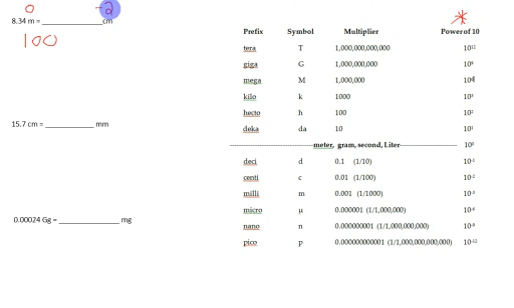 0 -2
8.34 m = ________________cm
100
15.7 cm = _____________ mm
0.00024 Gg = ________________ mg
*
Prefix Symbol Multiplier Power of 10
tera T 1,000,000,000,000 10¹²
giga G 1,000,000,000 10⁹
mega M 1,000,000 10⁶
kilo k 1000 10³
hecto h 100 10²
deka da 10 10¹
meter, gram, second, Liter 10⁰
deci d 0.1 (1/10) 10⁻¹
centi c 0.01 (1/100) 10⁻²
milli m 0.001 (1/1000) 10⁻³
micro µ 0.000001 (1/1,000,000) 10⁻⁶
nano n 0.000000001 (1/1,000,000,000) 10⁻⁹
pico p 0.000000000001 (1/1,000,000,000,000) 10⁻¹²